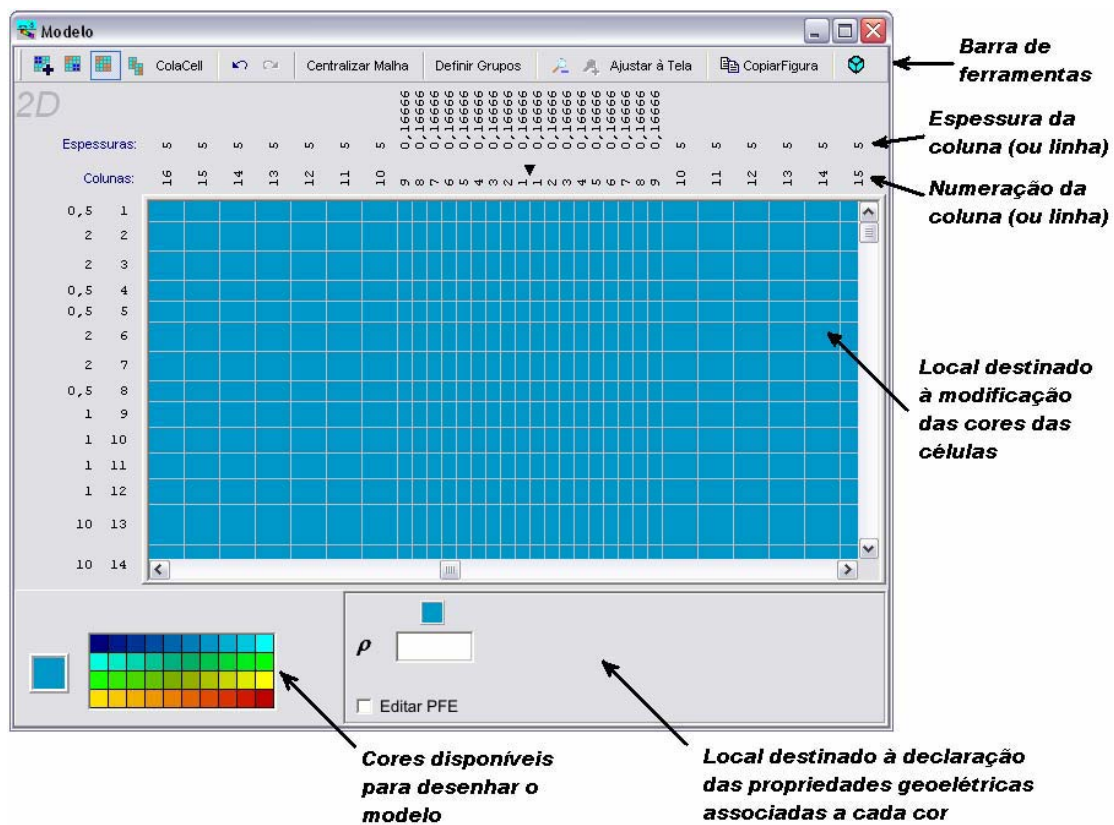 Modelo
ColaCell Centralizar Malha Definir Grupos Ajustar à Tela CopiarFigura
Barra de
ferramentas
2D
Espessuras: 5 5 5 5 5 5 5 0,16666 0,16666 0,16666 0,16666 0,16666 0,16666 0,16666 0,16666 0,16666 0,16666 0,16666 0,16666 0,16666 0,16666 0,16666 0,16666 0,16666 0,16666 5 5 5 5 5 5
Espessura da
coluna (ou linha)
Colunas: 16 15 14 13 12 11 10 9 8 7 6 5 4 3 2 1 1 2 3 4 5 6 7 8 9 10 11 12 13 14 15
Numeração da
coluna (ou linha)
0,5 1
2 2
2 3
0,5 4
0,5 5
2 6
2 7
0,5 8
1 9
1 10
1 11
1 12
10 13
10 14
Local destinado
à modificação
das cores das
células
ρ
Editar PFE
Cores disponíveis
para desenhar o
modelo
Local destinado à declaração
das propriedades geoelétricas
associadas a cada cor